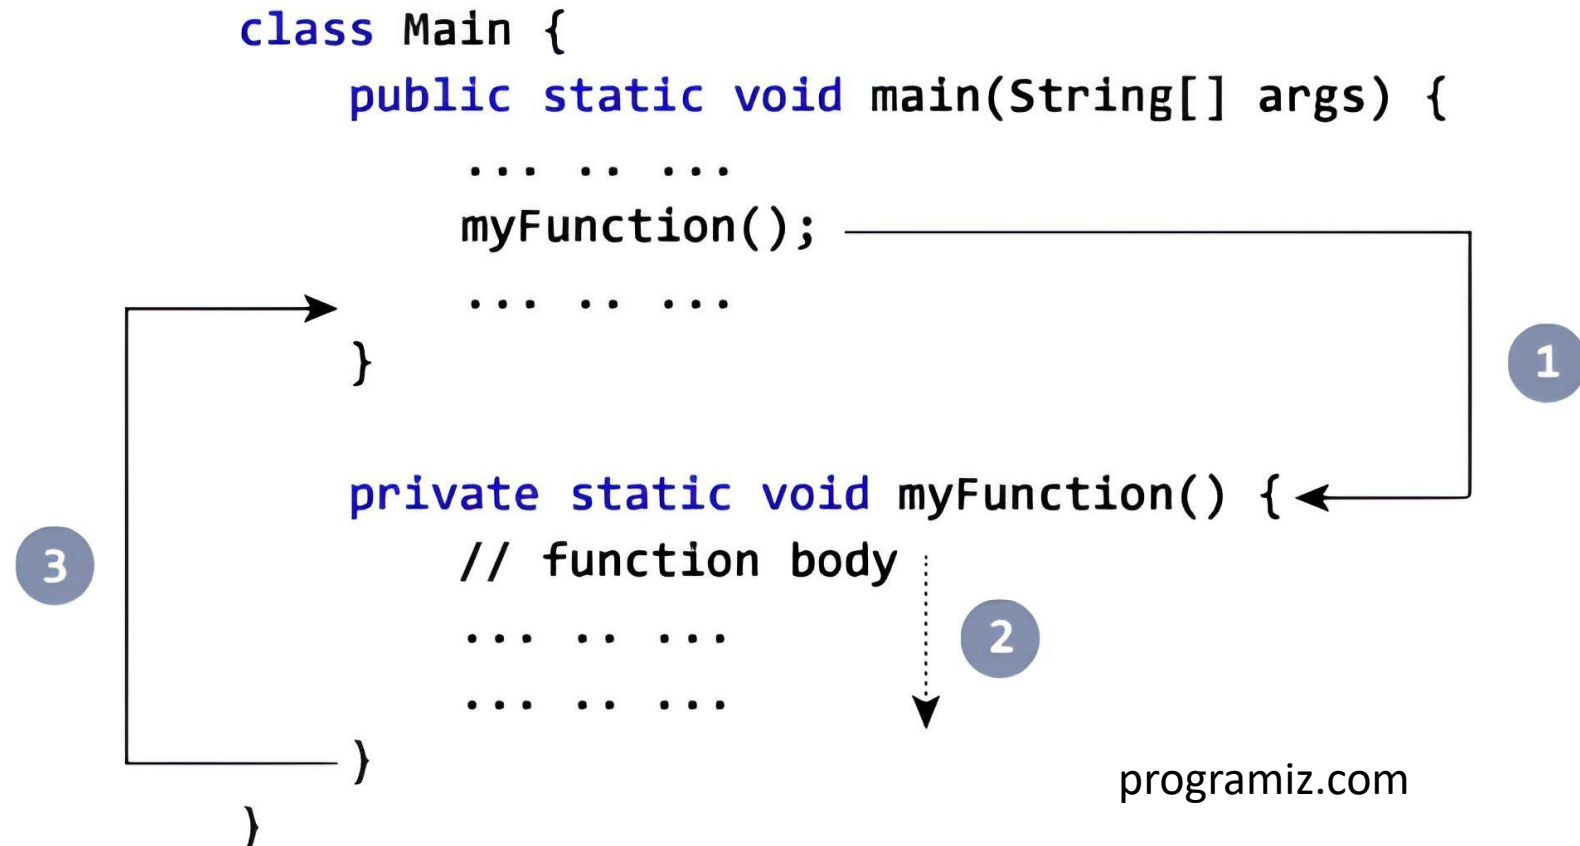 class Main {
public static void main(String[] args) {
... .. ...
myFunction();
... .. ...
}
1
private static void myFunction() {
3
// function body
2
... .. ...
... .. ...
}
programiz.com
}